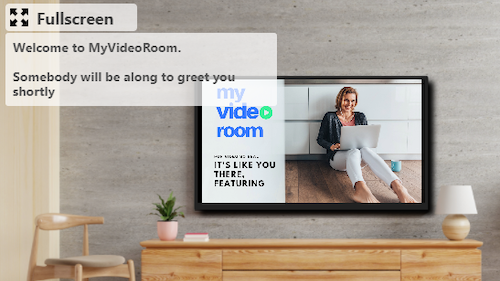 Fullscreen
Welcome to MyVideoRoom.
Somebody will be along to greet you
shortly
my
video
room
IT'S LIKE YOU
THERE,
FEATURING